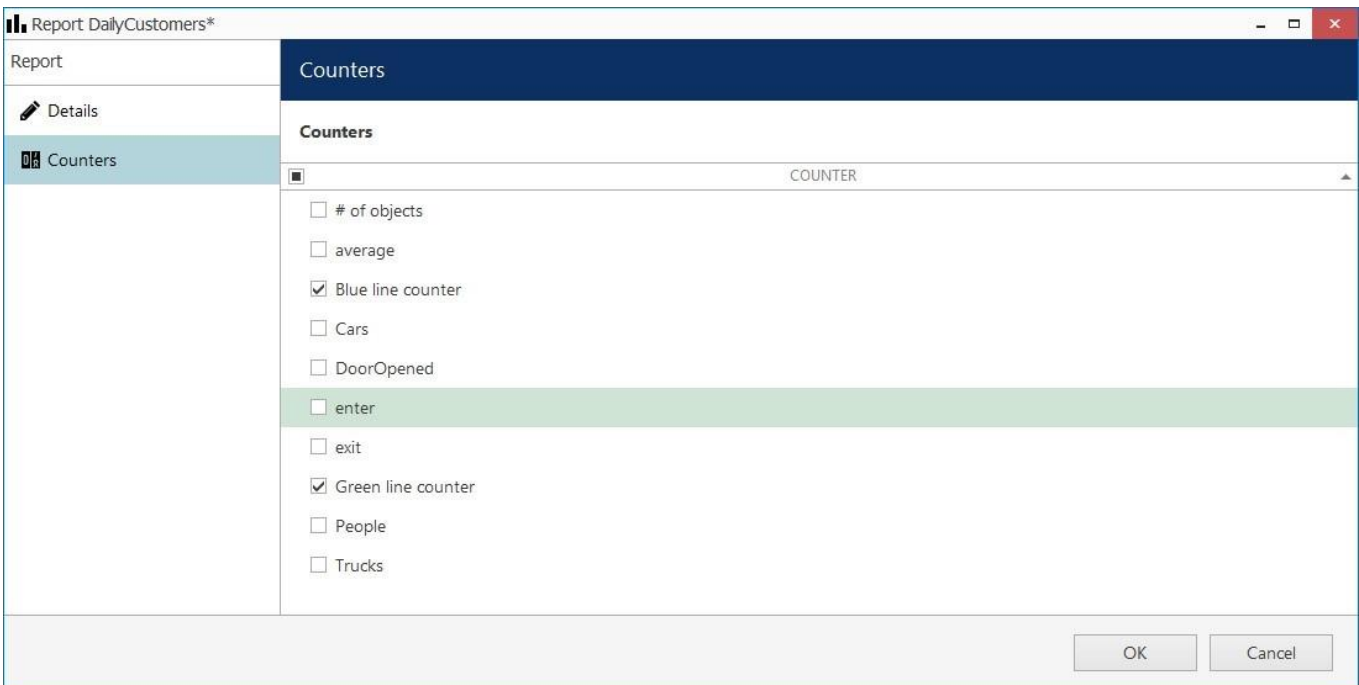 Report DailyCustomers*
Report
Counters
Details
Counters
Counters
COUNTER
# of objects
average
Blue line counter
Cars
DoorOpened
enter
exit
Green line counter
People
Trucks
OK Cancel